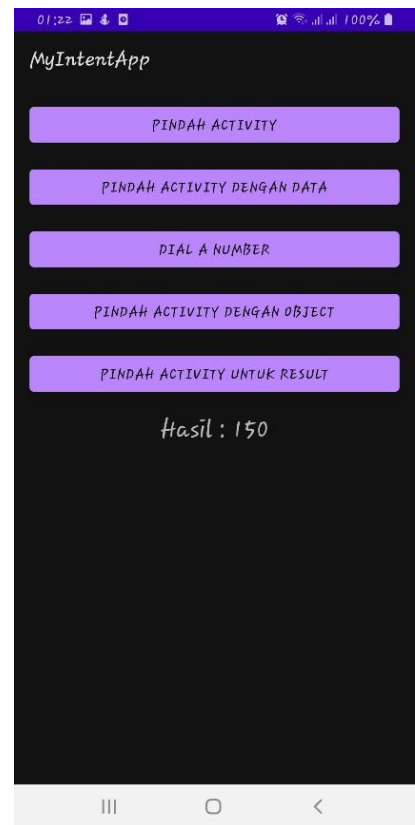 01:22 100%
MyIntentApp
PINDAH ACTIVITY
PINDAH ACTIVITY DENGAN DATA
DIAL A NUMBER
PINDAH ACTIVITY DENGAN OBJECT
PINDAH ACTIVITY UNTUK RESULT
Hasil : 150